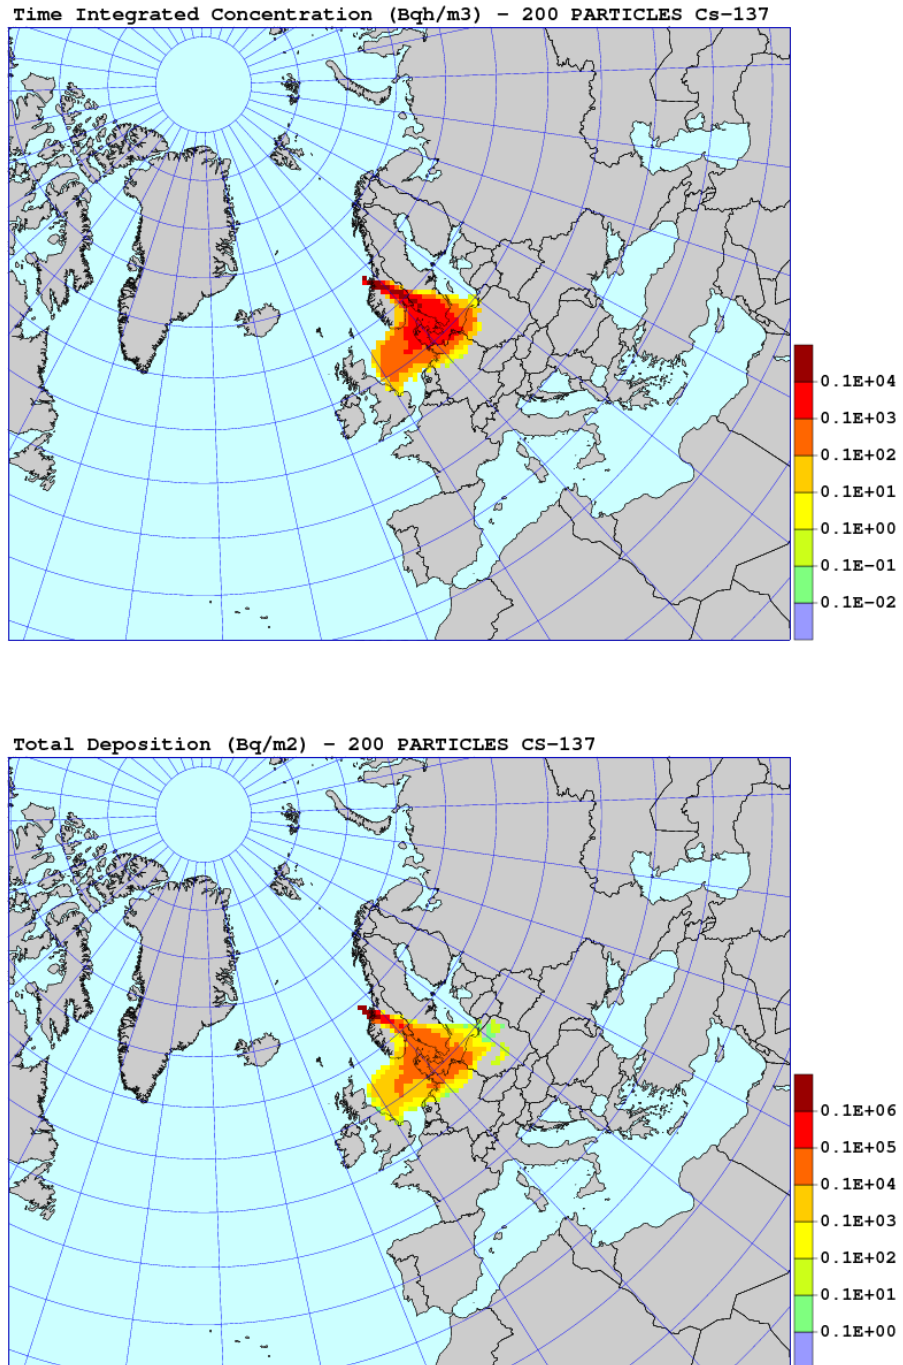 Time Integrated Concentration (Bqh/m3) - 200 PARTICLES Cs-137
0.1E+04
0.1E+03
0.1E+02
0.1E+01
0.1E+00
0.1E-01
0.1E-02
Total Deposition (Bq/m2) - 200 PARTICLES CS-137
0.1E+06
0.1E+05
0.1E+04
0.1E+03
0.1E+02
0.1E+01
0.1E+00